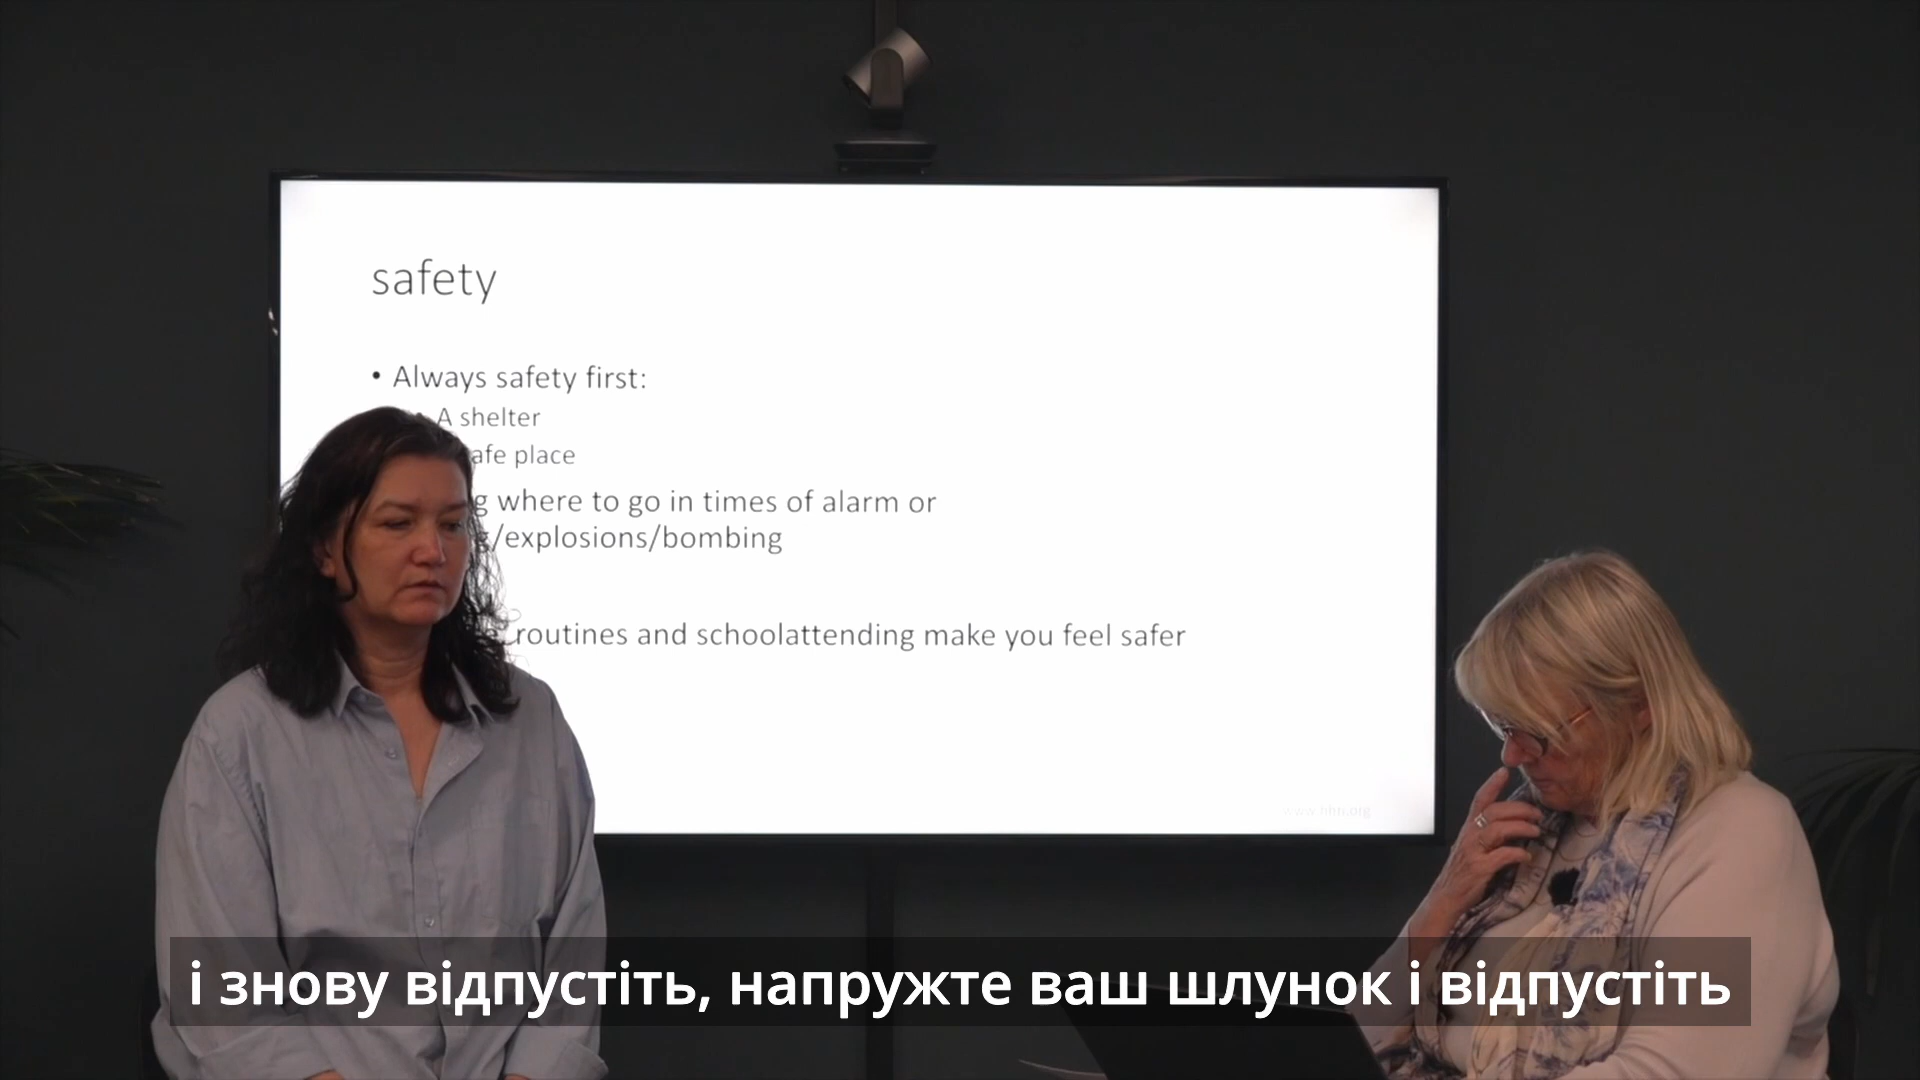 safety
• Always safety first:
A shelter
place
where to go in times of alarm or
/explosions/bombing
routines and schoolattending make you feel safer
і знову відпустіть, напружте ваш шлунок і відпустіть